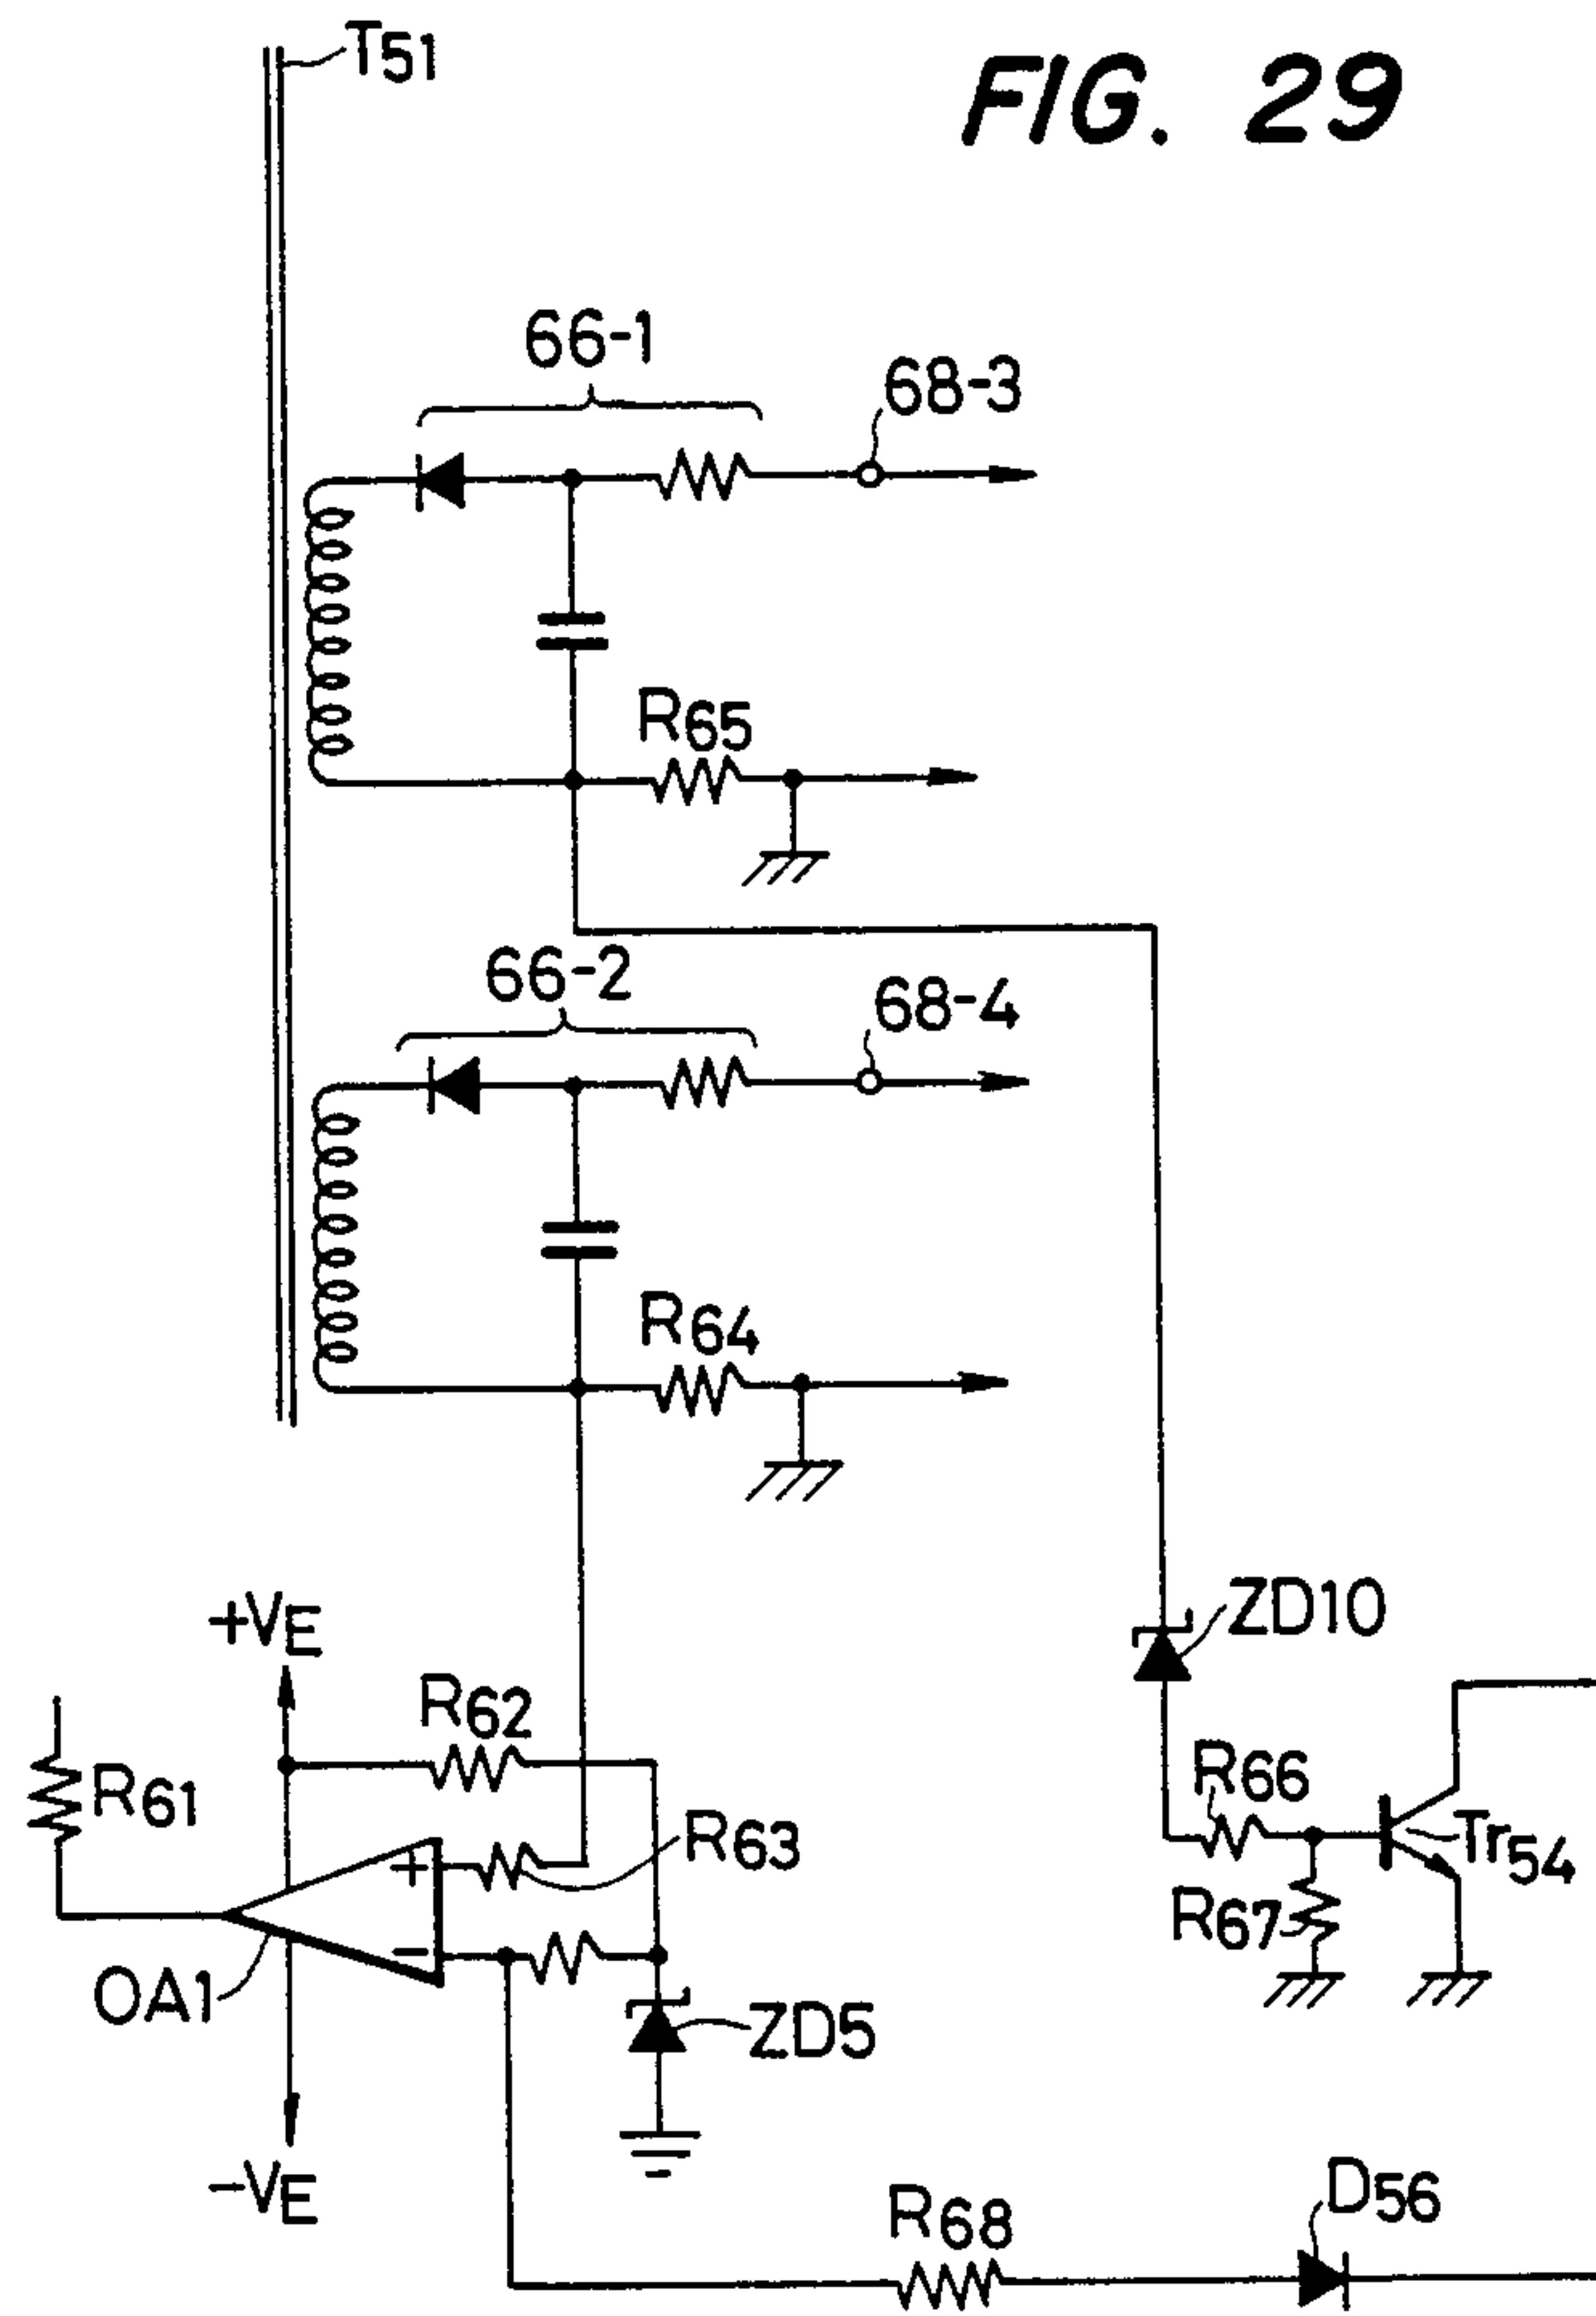 T51
FIG. 29
66-1
68-3
R65
66-2
68-4
R64
+VE
ZD10
R62
R61
R66
R63
Tr54
+
R67
-
OA1
ZD5
-VE
D56
R68